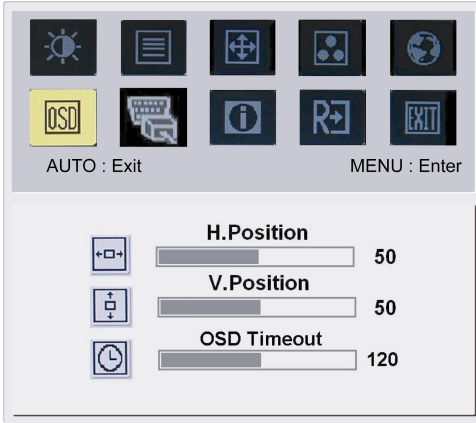 OSD
R
EXIT
AUTO : Exit
MENU : Enter
H.Position
50
V.Position
50
OSD Timeout
120